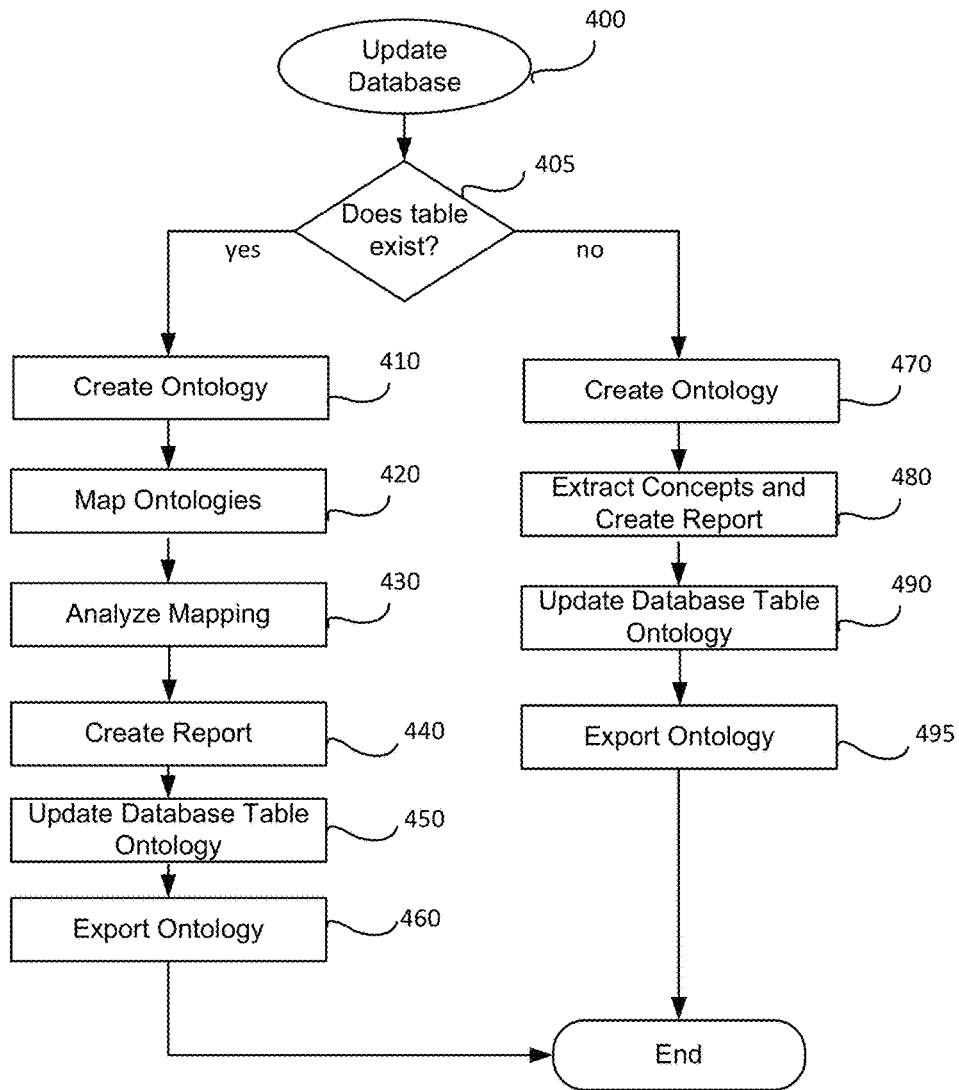 Update
Database
400
405
Does table
exist?
yes
no
Create Ontology
410
Map Ontologies
420
Analyze Mapping
430
Create Report
440
Update Database Table
Ontology
450
Export Ontology
460
Create Ontology
470
Extract Concepts and
Create Report
480
Update Database Table
Ontology
490
Export Ontology
495
End